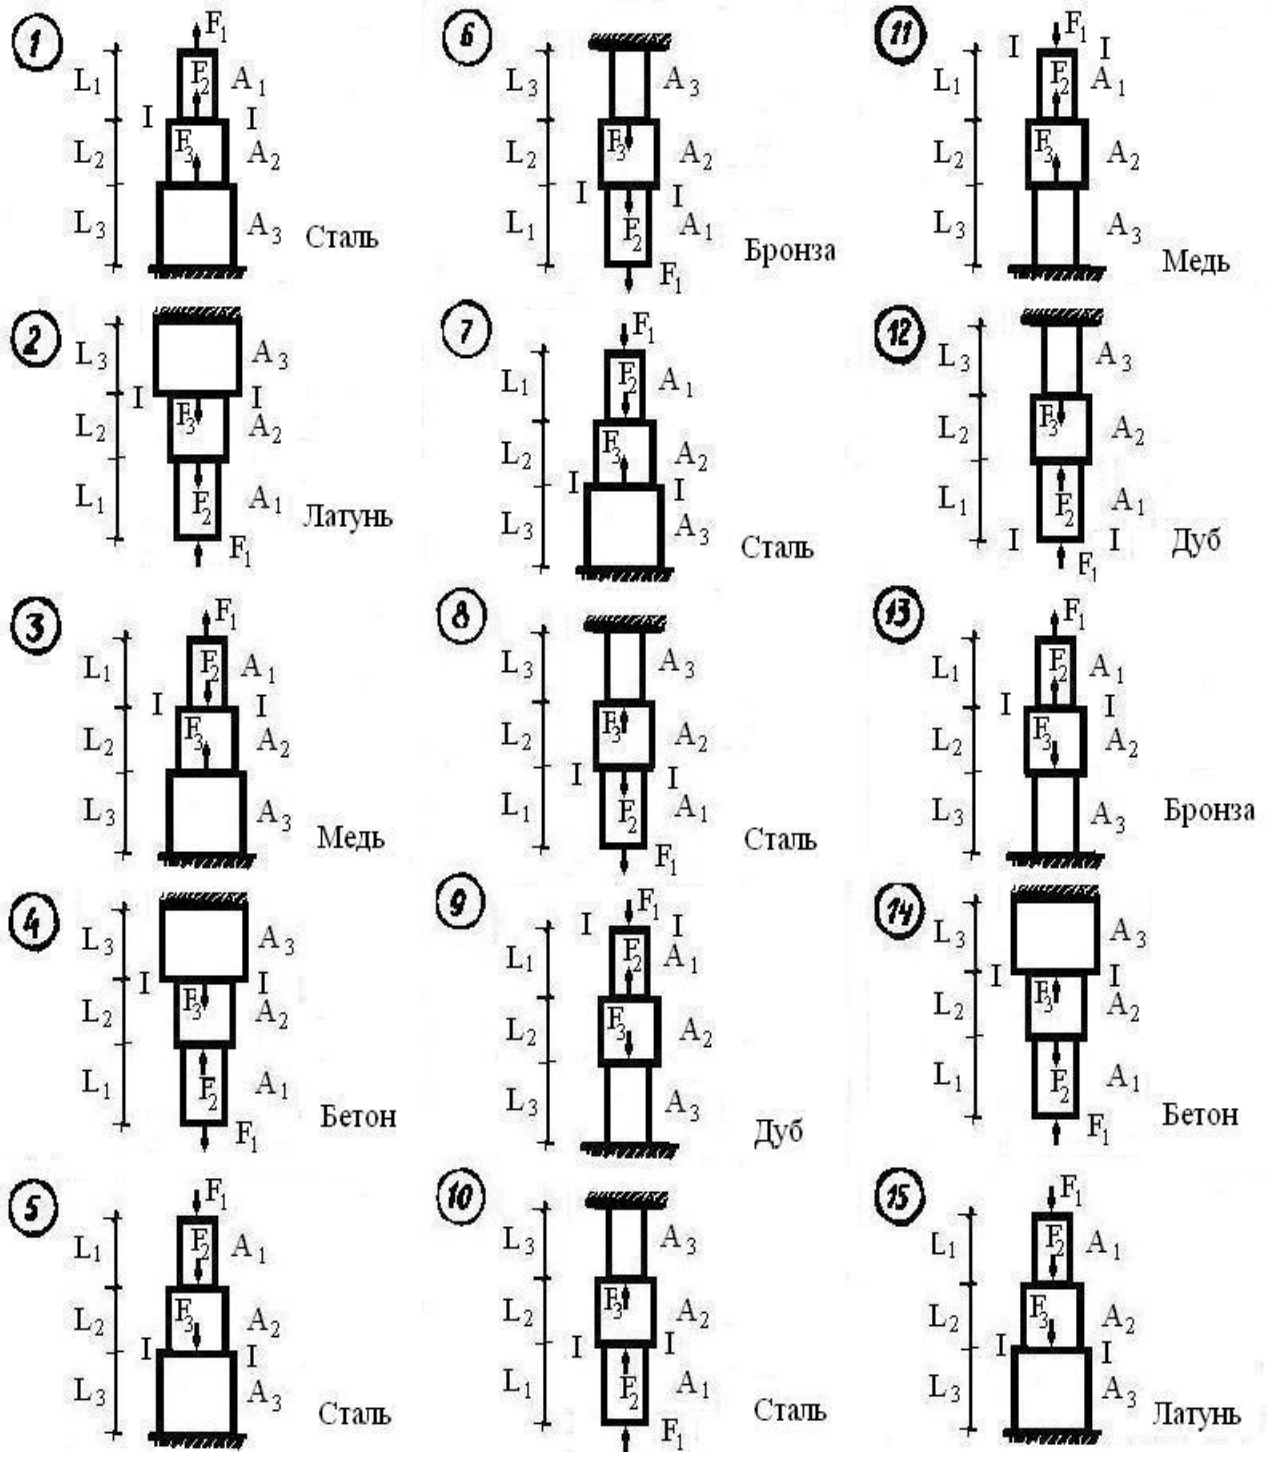 1
F₁
L₁ F₂ A₁
I I
L₂ F₃ A₂
L₃ A₃ Сталь
2
L₃ A₃
I I
L₂ F₃ A₂
L₁ F₂ A₁ Латунь
F₁
3
F₁
L₁ F₂ A₁
I I
L₂ F₃ A₂
L₃ A₃ Медь
4
L₃ A₃
I I
L₂ F₃ A₂
L₁ F₂ A₁ Бетон
F₁
5
F₁
L₁ F₂ A₁
L₂ F₃ A₂
I I
L₃ A₃ Сталь
6
L₃ A₃
L₂ F₃ A₂
I I
L₁ F₂ A₁ Бронза
F₁
7
F₁
L₁ F₂ A₁
L₂ F₃ A₂
I I
L₃ A₃ Сталь
8
L₃ A₃
L₂ F₃ A₂
I I
L₁ F₂ A₁ Сталь
F₁
9
I F₁ I
L₁ F₂ A₁
L₂ F₃ A₂
L₃ A₃ Дуб
10
L₃ A₃
L₂ F₃ A₂
I I
L₁ F₂ A₁ Сталь
F₁
11
I F₁ I
L₁ F₂ A₁
L₂ F₃ A₂
L₃ A₃ Медь
12
L₃ A₃
L₂ F₃ A₂
L₁ F₂ A₁ Дуб
I I
F₁
13
F₁
L₁ F₂ A₁
I I
L₂ F₃ A₂
L₃ A₃ Бронза
14
L₃ A₃
I I
L₂ F₃ A₂
L₁ F₂ A₁ Бетон
F₁
15
F₁
L₁ F₂ A₁
L₂ F₃ A₂
I I
L₃ A₃ Латунь